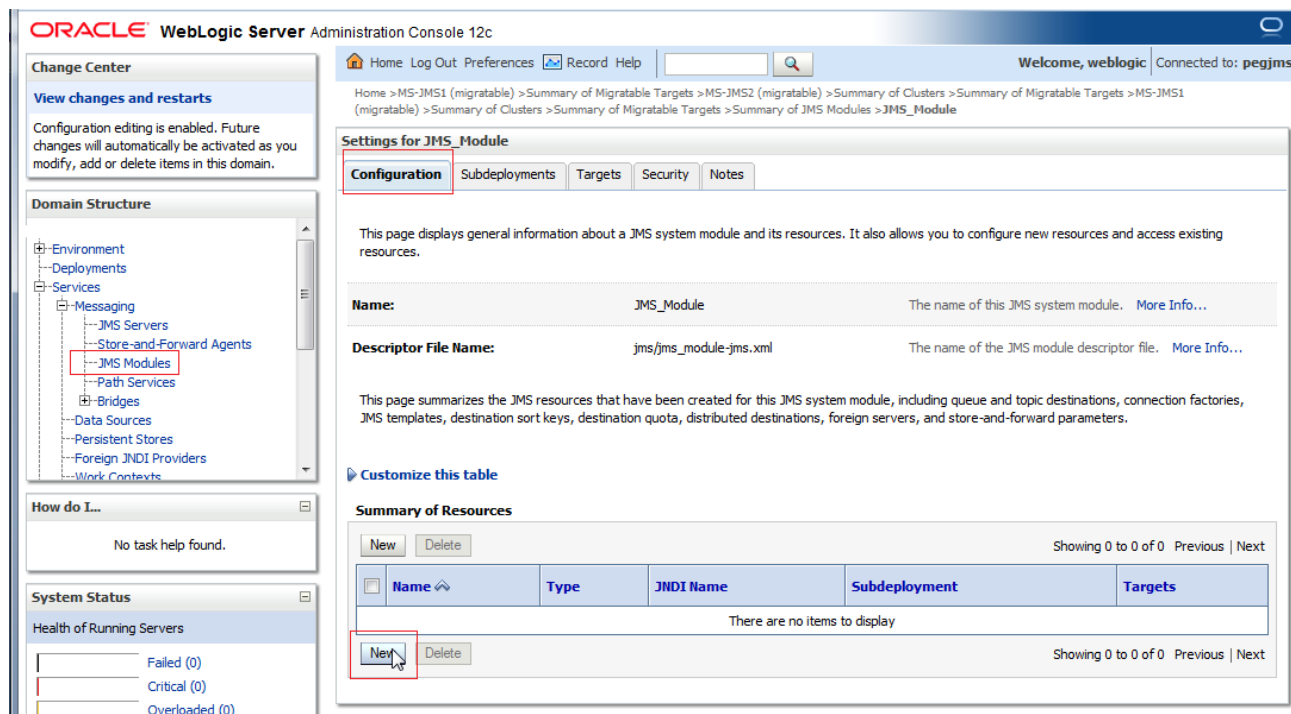 ORACLE WebLogic Server Administration Console 12c
Change Center
View changes and restarts
Configuration editing is enabled. Future
changes will automatically be activated as you
modify, add or delete items in this domain.
Domain Structure
Environment
Deployments
Services
Messaging
JMS Servers
Store-and-Forward Agents
JMS Modules
Path Services
Bridges
Data Sources
Persistent Stores
Foreign JNDI Providers
Work Contexts
How do I...
No task help found.
System Status
Health of Running Servers
Failed (0)
Critical (0)
Overloaded (0)
Home Log Out Preferences Record Help
Welcome, weblogic Connected to: pegjms
Home >MS-JMS1 (migratable) >Summary of Migratable Targets >MS-JMS2 (migratable) >Summary of Clusters >Summary of Migratable Targets >MS-JMS1
(migratable) >Summary of Clusters >Summary of Migratable Targets >Summary of JMS Modules >JMS_Module
Settings for JMS_Module
Configuration Subdeployments Targets Security Notes
This page displays general information about a JMS system module and its resources. It also allows you to configure new resources and access existing
resources.
Name: JMS_Module The name of this JMS system module. More Info...
Descriptor File Name: jms/jms_module-jms.xml The name of the JMS module descriptor file. More Info...
This page summarizes the JMS resources that have been created for this JMS system module, including queue and topic destinations, connection factories,
JMS templates, destination sort keys, destination quota, distributed destinations, foreign servers, and store-and-forward parameters.
Customize this table
Summary of Resources
New Delete Showing 0 to 0 of 0 Previous | Next
Name Type JNDI Name Subdeployment Targets
There are no items to display
New Delete Showing 0 to 0 of 0 Previous | Next